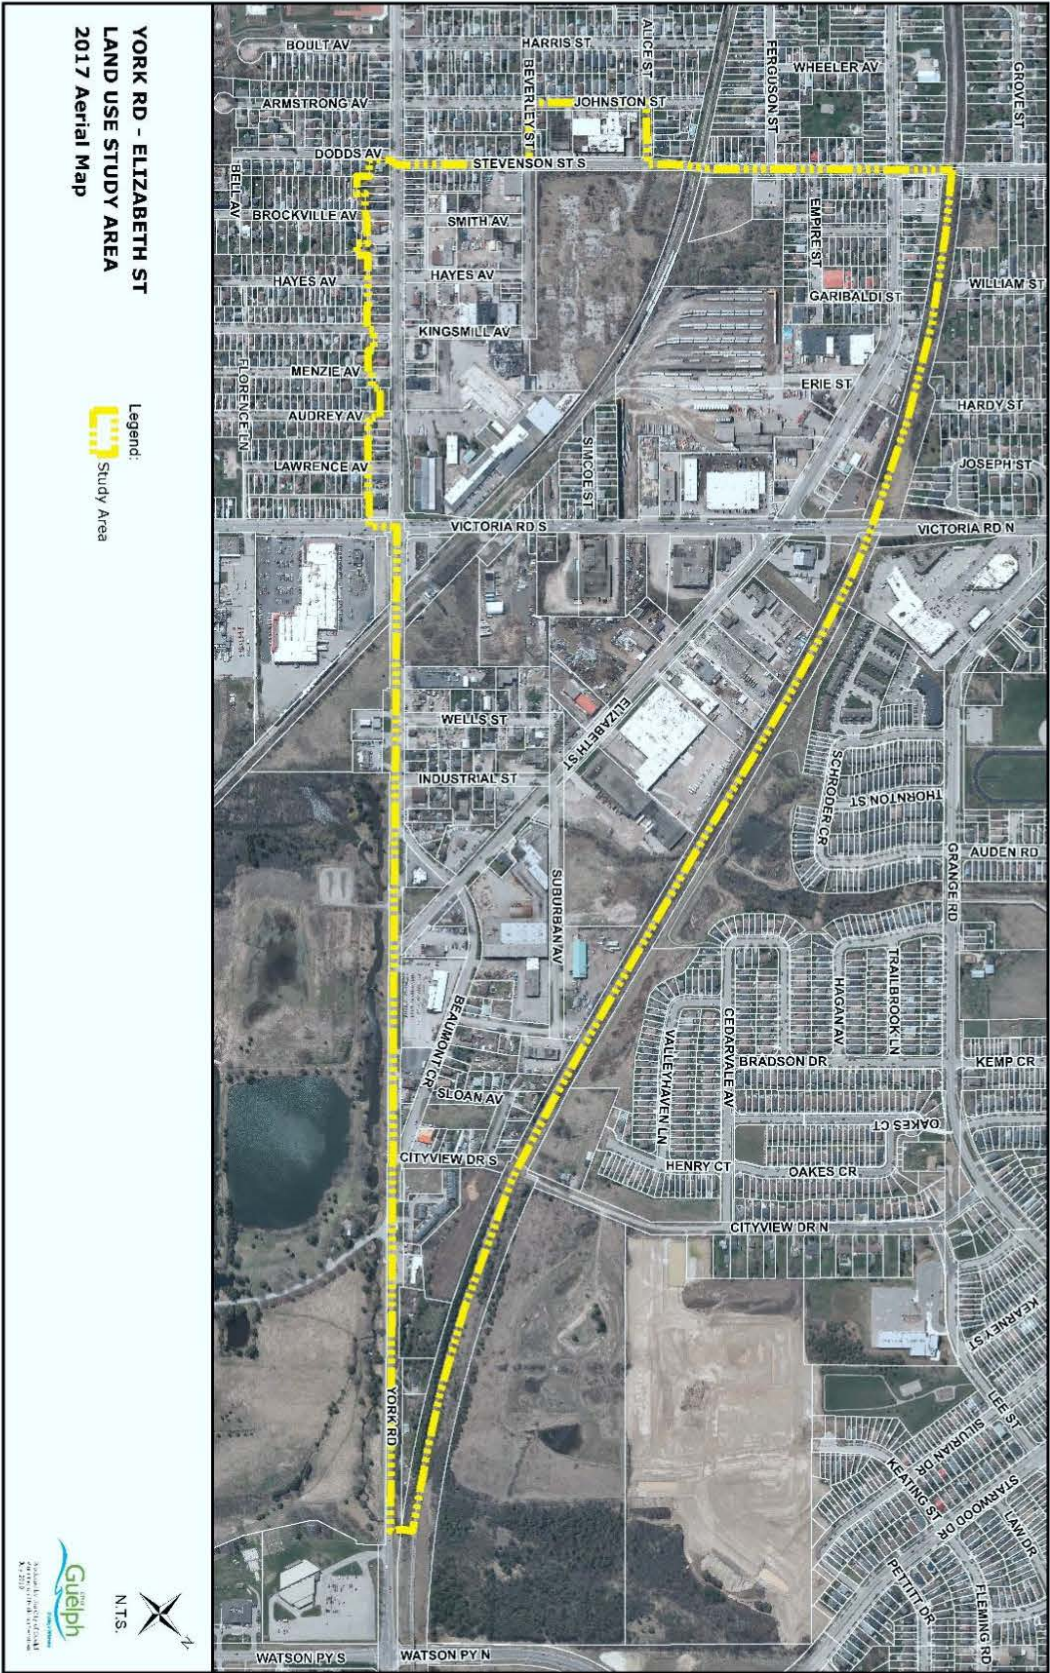 YORK RD - ELIZABETH ST
LAND USE STUDY AREA
2017 Aerial Map
Legend:
Study Area
N.T.S.
Z
Guelph
BOULT AV
HARRIS ST
ALICE ST
FERGUSON ST
WHEELER AV
GROVE ST
ARMSTRONG AV
BEVERLEY ST
JOHNSTON ST
DODDS AV
STEVENSON ST S
BELL AV
BROCKVILLE AV
SMITH AV
EMPIRE ST
HAYES AV
HAYES AV
GARIBALDI ST
WILLIAM ST
KINGSMILL AV
FLORENCE LN
MENZIE AV
ERIE ST
HARDY ST
AUDREY AV
SIMCOE ST
LAWRENCE AV
JOSEPH ST
VICTORIA RD S
VICTORIA RD N
WELLS ST
ELIZABETH ST
INDUSTRIAL ST
SCHRODER CR
THORNTON ST
SUBURBAN AV
GRANGE RD
AUDEN RD
BEAUMONT CR
CEDARVALE AV
HAGAN AV
TRAILBROOK LN
VALLEYHAVEN LN
BRADSON DR
KEMP CR
SLOAN AV
OAKES CT
CITYVIEW DR S
HENRY CT
OAKES CR
CITYVIEW DR N
KEARNEY ST
YORK RD
LEE ST
SILURIAN DR
KEATING ST
STARWOOD DR
LAW DR
PETTITT DR
FLEMING RD
WATSON PY S
WATSON PY N